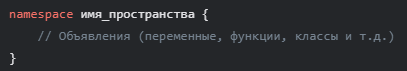 namespace имя_пространства {
    // Объявления (переменные, функции, классы и т.д.)
}